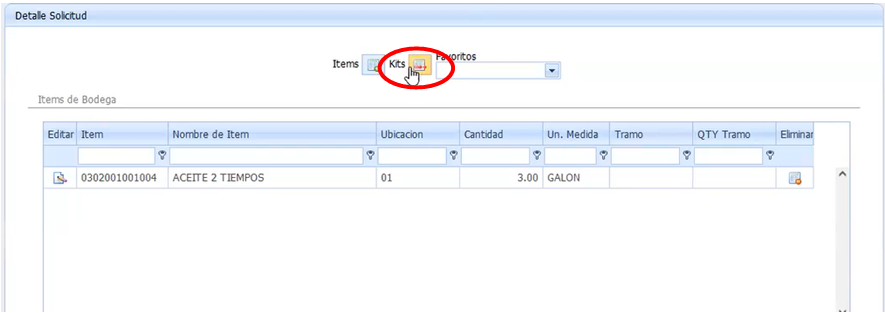 Detalle Solicitud
Items Kits Favoritos
Items de Bodega
Editar Item Nombre de Item Ubicacion Cantidad Un. Medida Tramo QTY Tramo Eliminar
0302001001004 ACEITE 2 TIEMPOS 01 3.00 GALON